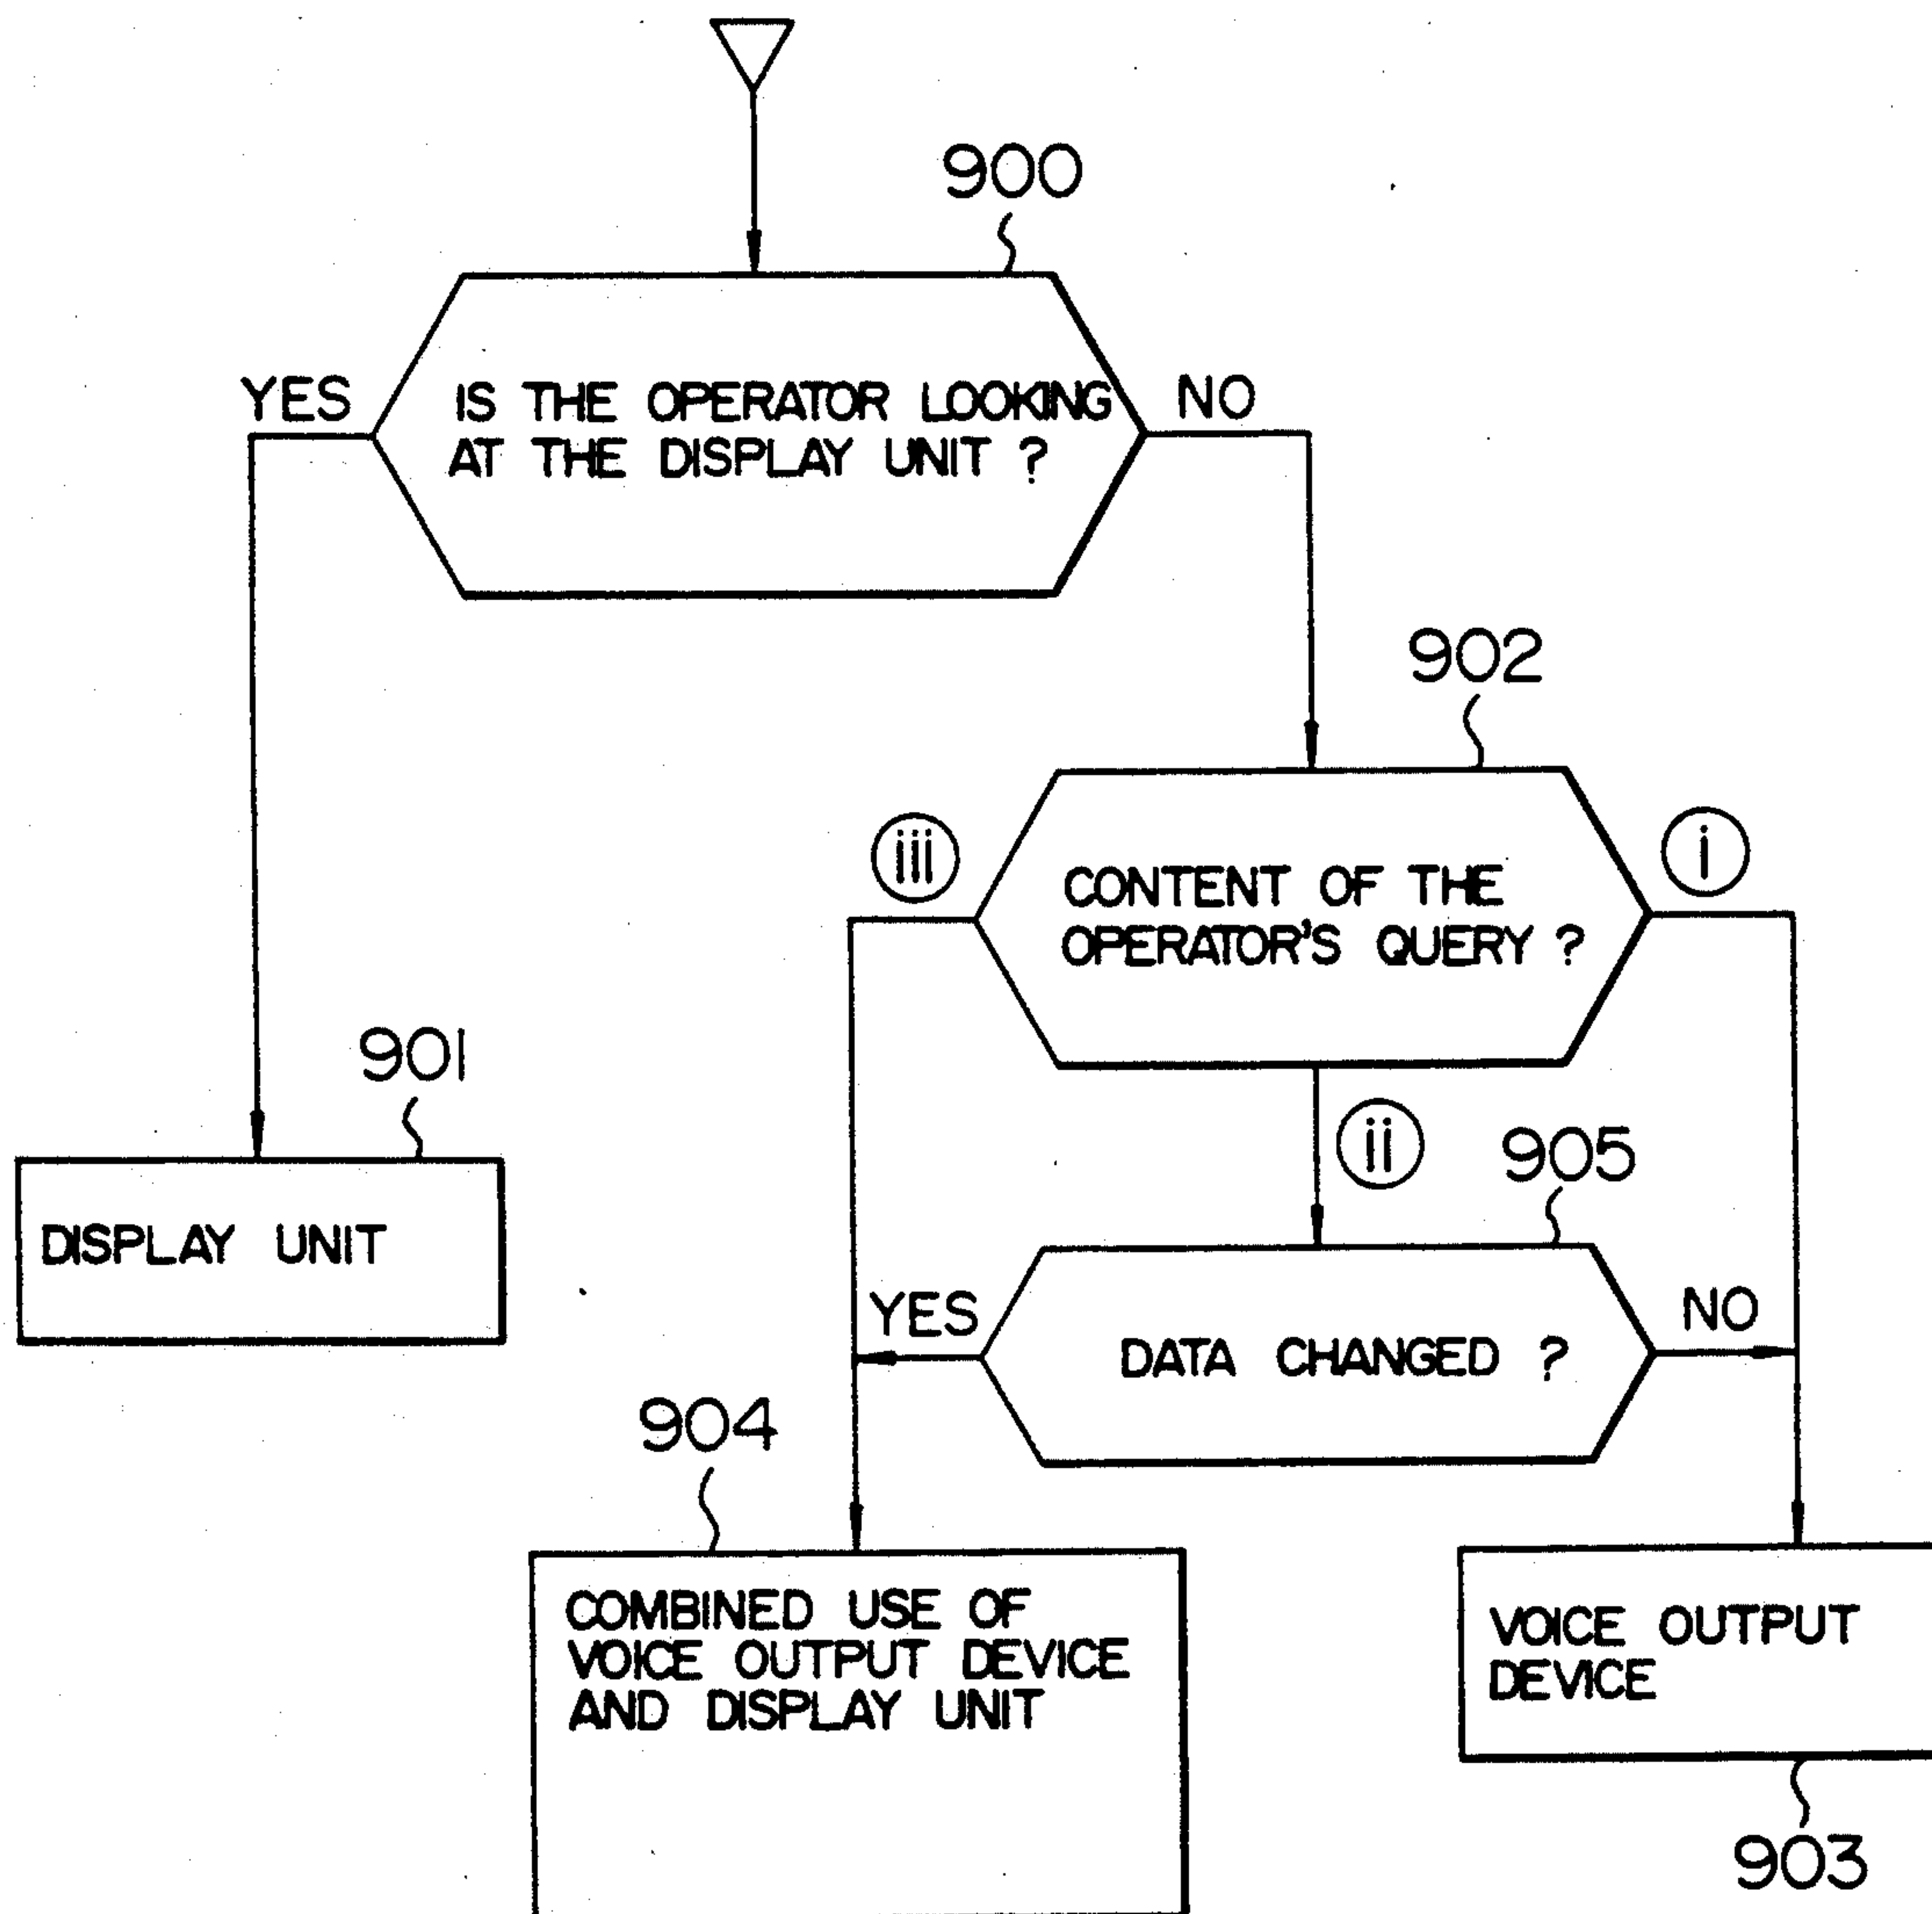 900
YES
IS THE OPERATOR LOOKING
AT THE DISPLAY UNIT ?
NO
902
iii
CONTENT OF THE
OPERATOR'S QUERY ?
i
901
ii
905
DISPLAY UNIT
YES
DATA CHANGED ?
NO
904
COMBINED USE OF
VOICE OUTPUT DEVICE
AND DISPLAY UNIT
VOICE OUTPUT
DEVICE
903